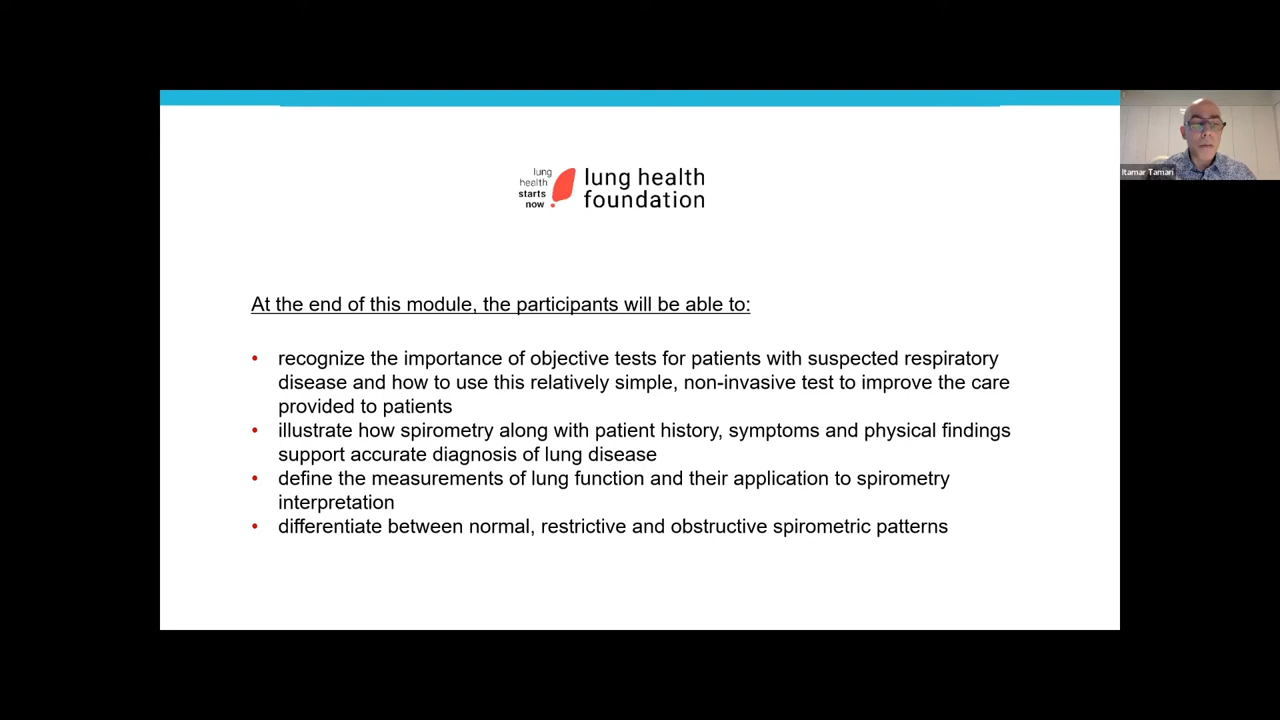 lung
health
starts
now
lung health
foundation
Itamar Tamari
At the end of this module, the participants will be able to:
• recognize the importance of objective tests for patients with suspected respiratory
disease and how to use this relatively simple, non-invasive test to improve the care
provided to patients
• illustrate how spirometry along with patient history, symptoms and physical findings
support accurate diagnosis of lung disease
• define the measurements of lung function and their application to spirometry
interpretation
• differentiate between normal, restrictive and obstructive spirometric patterns